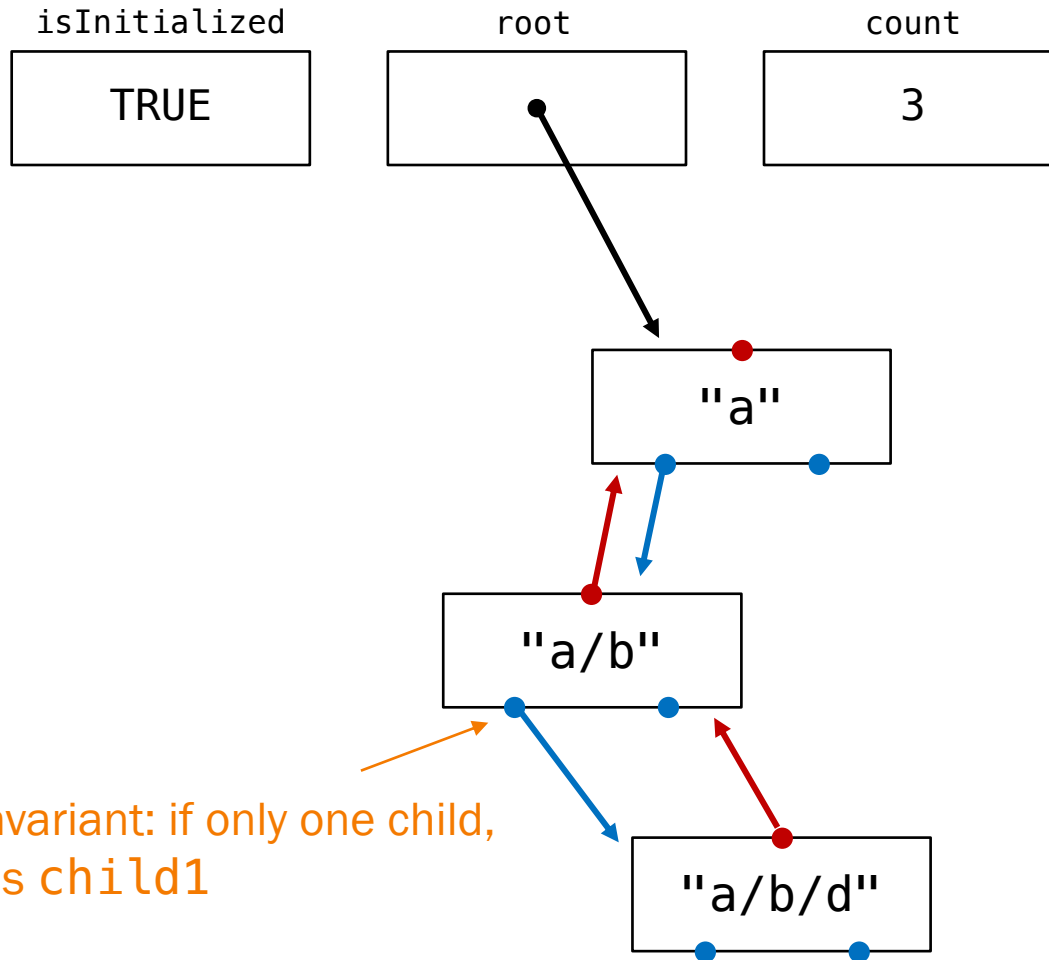 isInitialized root count
TRUE 3
"a"
"a/b"
nvariant: if only one child,
s child1
"a/b/d"